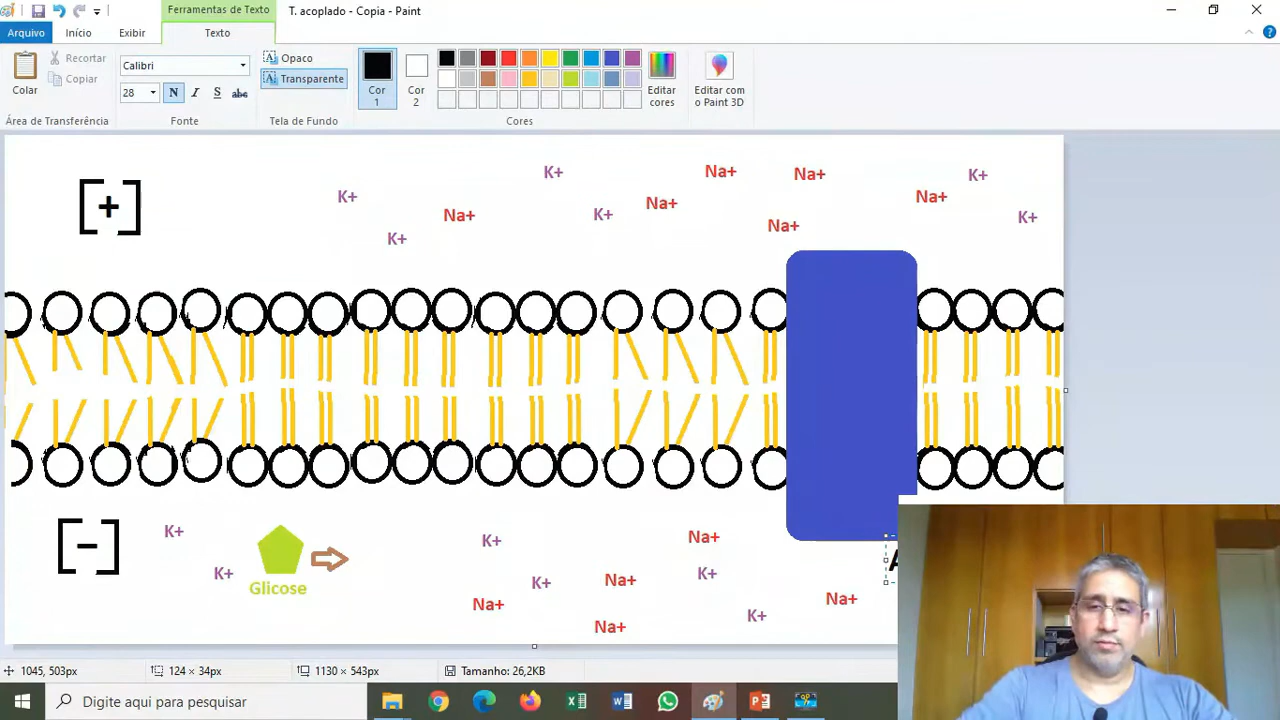 Ferramentas de Texto
T. acoplado - Copia - Paint
Arquivo
Início
Exibir
Texto
Colar
Recortar
Copiar
Área de Transferência
Calibri
28
N
I
S
abc
Fonte
Opaco
Transparente
Tela de Fundo
Cor
1
Cor
2
Editar
cores
Cores
Editar com
o Paint 3D
[+]
K+
K+
Na+
K+
Na+
Na+
Na+
Na+
K+
Na+
K+
K+
[-]
K+
K+
Glicose
K+
K+
Na+
Na+
Na+
Na+
K+
K+
Na+
A
1045, 503px
124 × 34px
1130 × 543px
Tamanho: 26,2KB
Digite aqui para pesquisar